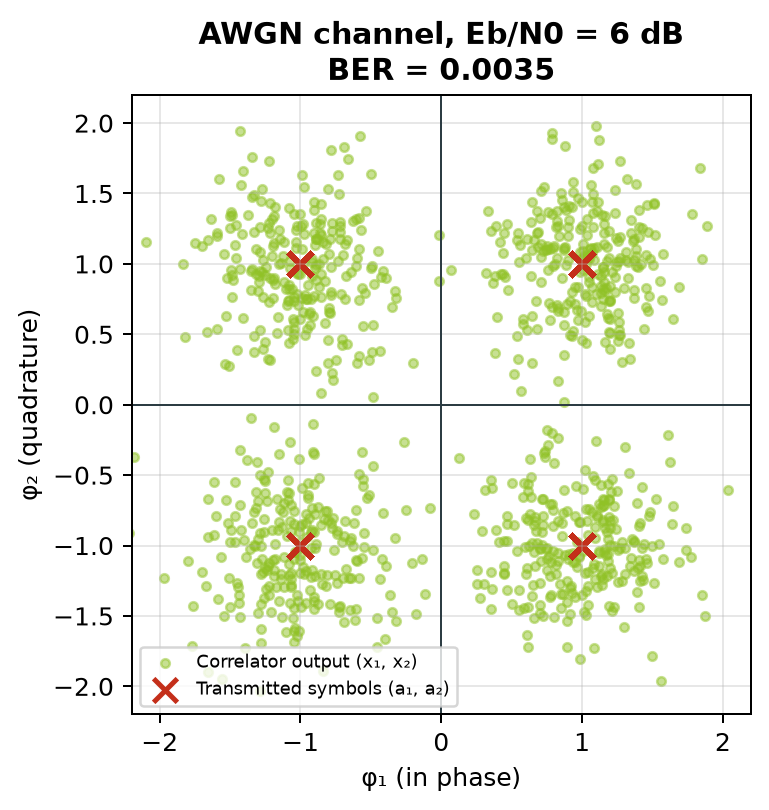 AWGN channel, Eb/N0 = 6 dB
BER = 0.0035
φ₂ (quadrature)
2.0
1.5
1.0
0.5
0.0
−0.5
−1.0
−1.5
−2.0
Correlator output (x₁, x₂)
Transmitted symbols (a₁, a₂)
−2
−1
0
1
2
φ₁ (in phase)